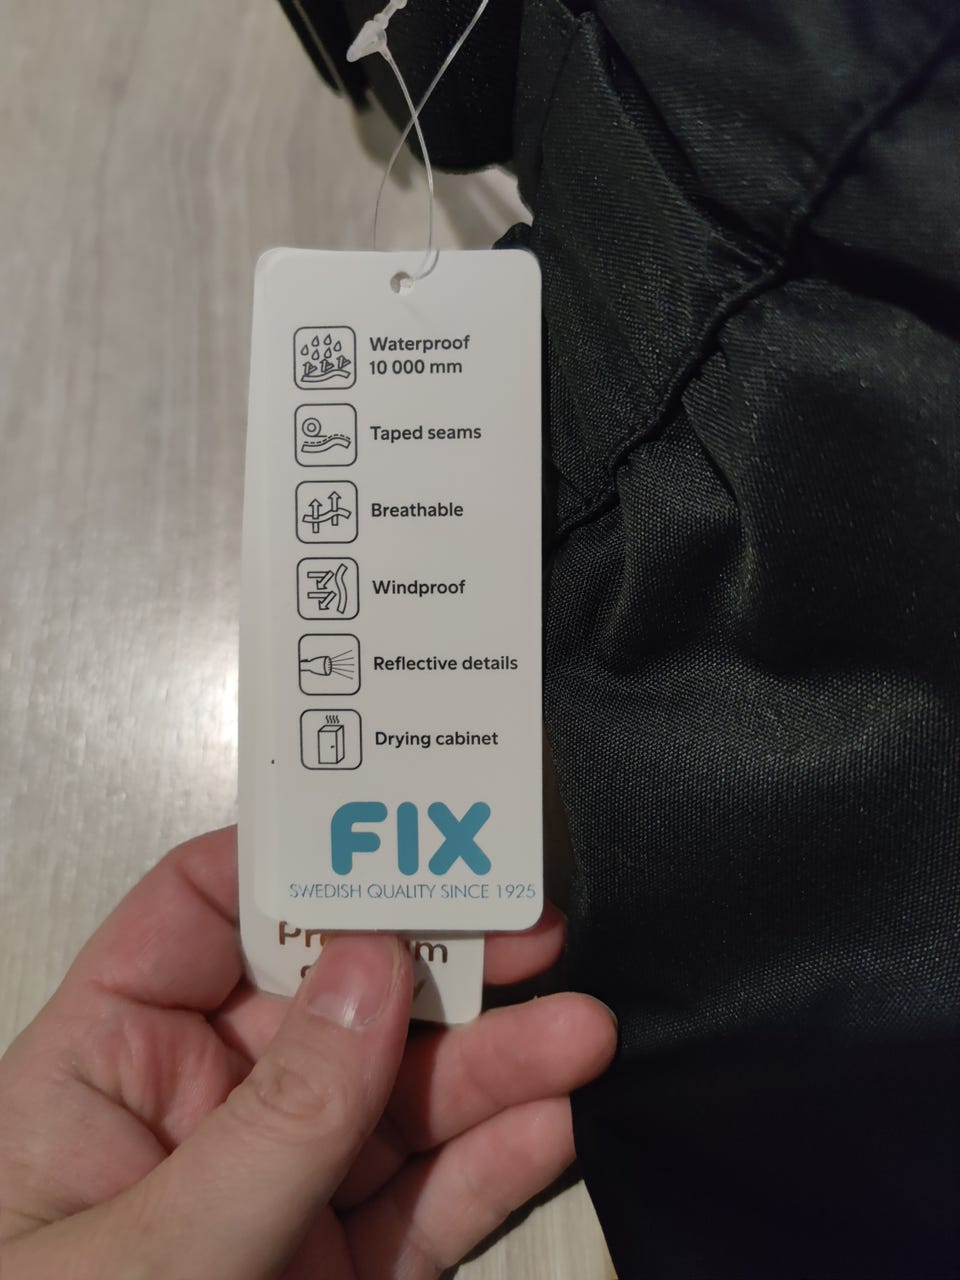 Waterproof
10 000 mm
Taped seams
Breathable
Windproof
Reflective details
Drying cabinet
FIX
SWEDISH QUALITY SINCE 1925